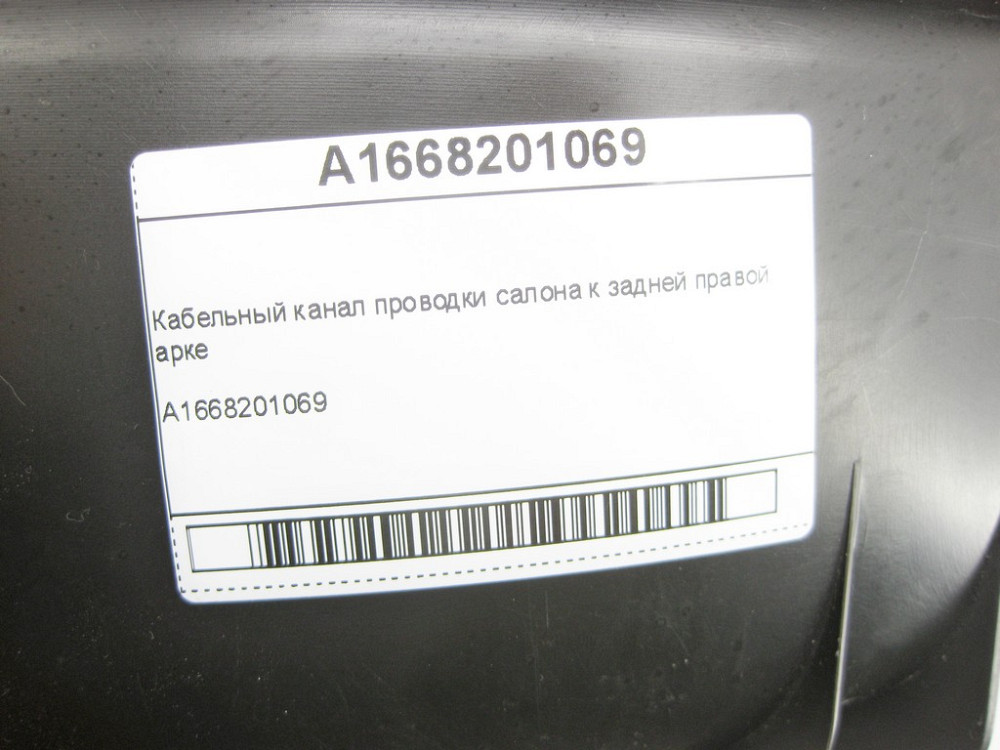 A1668201069
Кабельный канал проводки салона к задней правой
арке
A1668201069